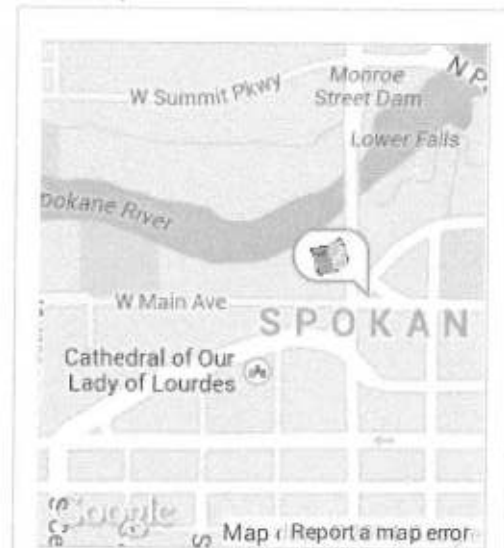 N P
Monroe
Street Dam
W Summit Pkwy
Lower Falls
pokane River
W Main Ave
SPOKAN
Cathedral of Our
Lady of Lourdes
Google
Map
Report a map error